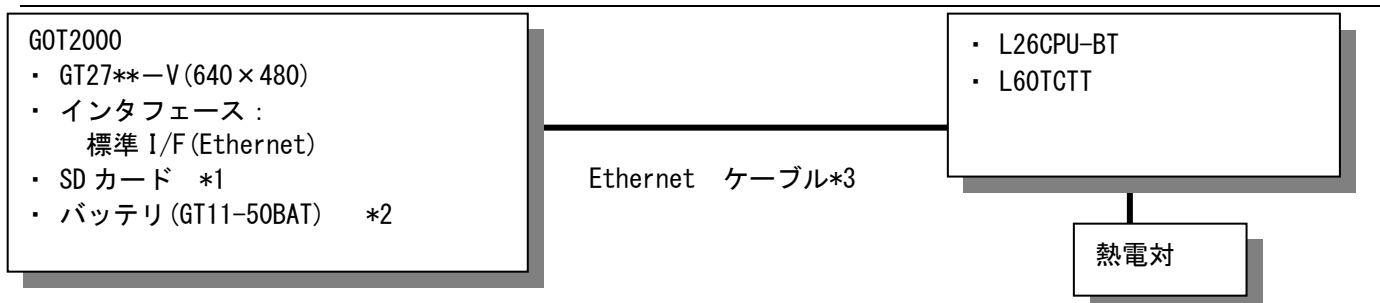 GOT2000
・ GT27**－V(640×480)
・ インタフェース：
標準 I/F(Ethernet)
・ SD カード *1
・ バッテリ(GT11-50BAT) *2
Ethernet ケーブル*3
・ L26CPU-BT
・ L60TCTT
熱電対